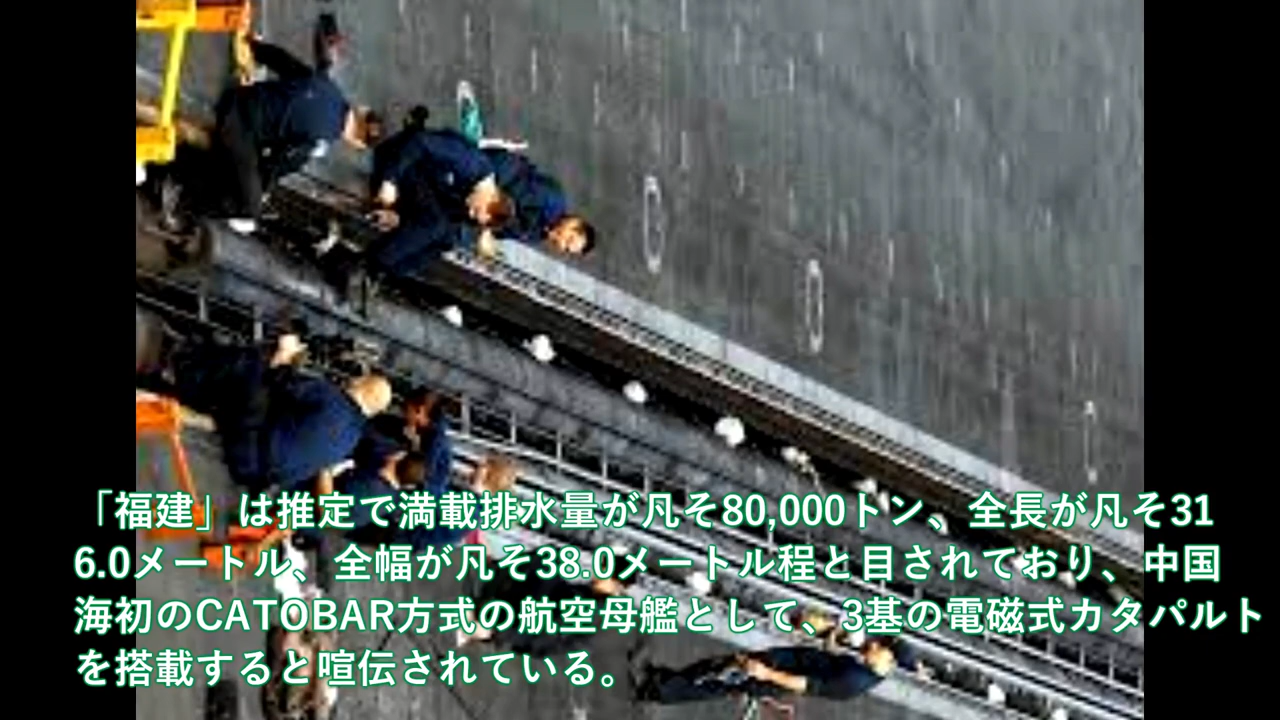 「福建」は推定で満載排水量が凡そ80,000トン、全長が凡そ31
6.0メートル、全幅が凡そ38.0メートル程と目されており、中国
海初のCATOBAR方式の航空母艦として、3基の電磁式カタパルト
を搭載すると喧伝されている。